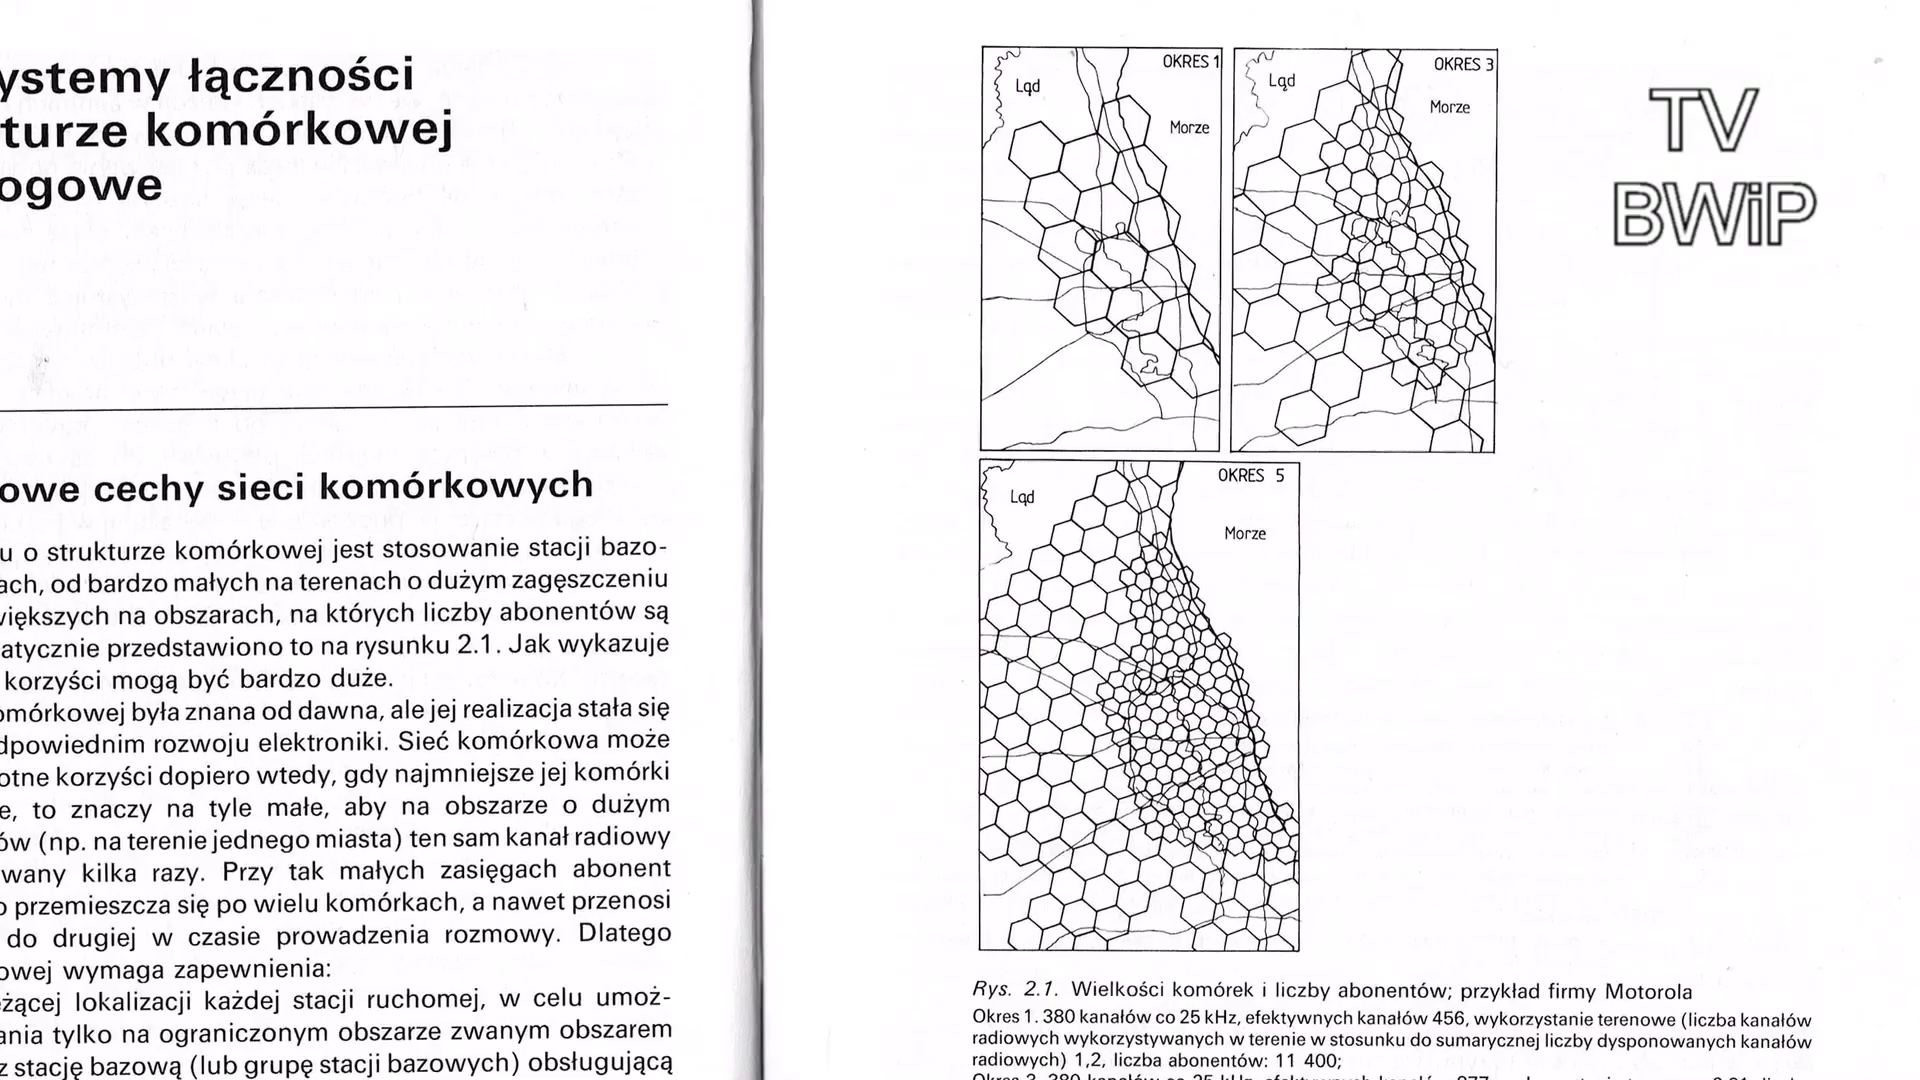 ystemy łączności
turze komórkowej
ogowe
owe cechy sieci komórkowych
u o strukturze komórkowej jest stosowanie stacji bazo-
ach, od bardzo małych na terenach o dużym zagęszczeniu
większych na obszarach, na których liczby abonentów są
atycznie przedstawiono to na rysunku 2.1. Jak wykazuje
korzyści mogą być bardzo duże.
omórkowej była znana od dawna, ale jej realizacja stała się
dpowiednim rozwoju elektroniki. Sieć komórkowa może
otne korzyści dopiero wtedy, gdy najmniejsze jej komórki
e, to znaczy na tyle małe, aby na obszarze o dużym
ów (np. na terenie jednego miasta) ten sam kanał radiowy
wany kilka razy. Przy tak małych zasięgach abonent
o przemieszcza się po wielu komórkach, a nawet przenosi
do drugiej w czasie prowadzenia rozmowy. Dlatego
owej wymaga zapewnienia:
eżącej lokalizacji każdej stacji ruchomej, w celu umoż-
ania tylko na ograniczonym obszarze zwanym obszarem
z stację bazową (lub grupę stacji bazowych) obsługującą
OKRES 1
Ląd
Morze
OKRES 3
Ląd
Morze
OKRES 5
Ląd
Morze
TV
BWiP
Rys. 2.1. Wielkości komórek i liczby abonentów; przykład firmy Motorola
Okres 1. 380 kanałów co 25 kHz, efektywnych kanałów 456, wykorzystanie terenowe (liczba kanałów
radiowych wykorzystywanych w terenie w stosunku do sumarycznej liczby dysponowanych kanałów
radiowych) 1,2, liczba abonentów: 11 400;